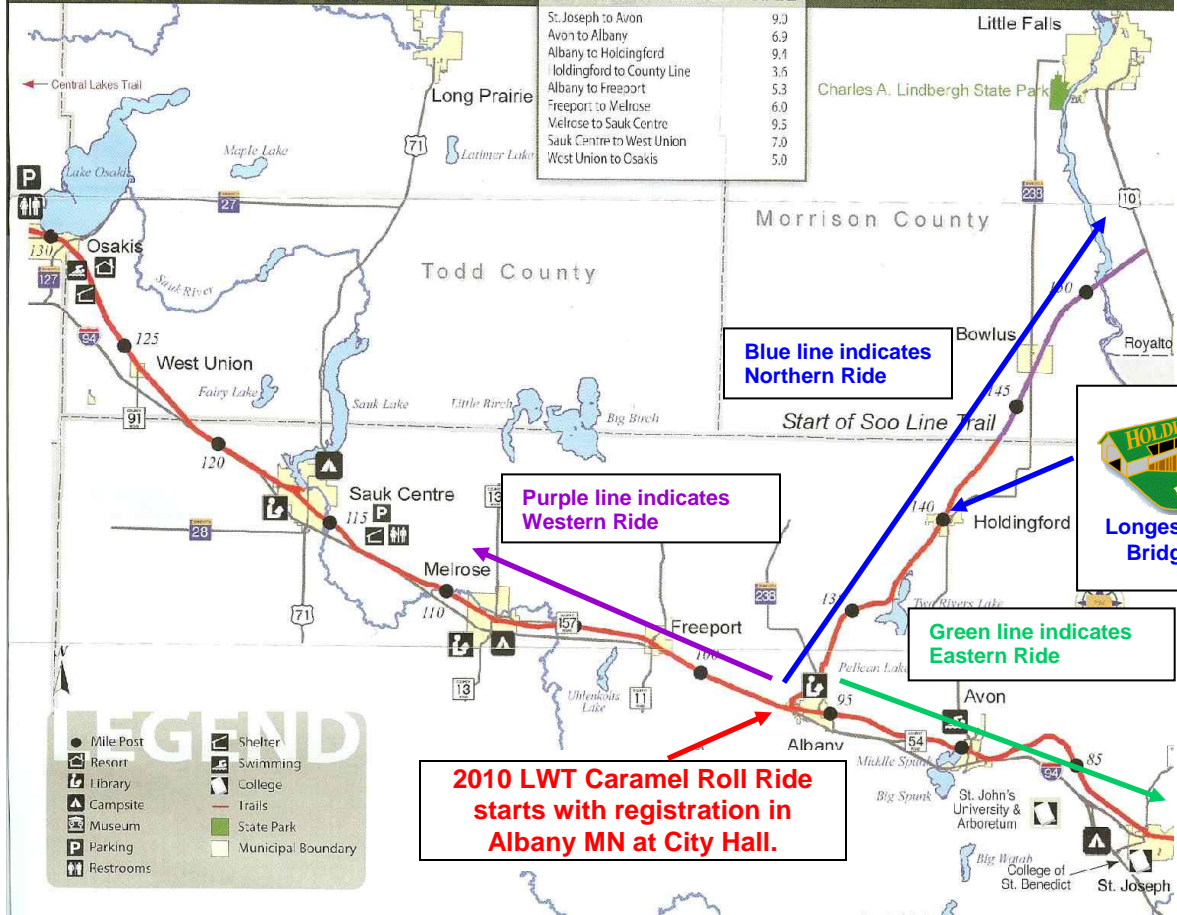 St. Joseph to Avon 9.0
Avon to Albany 6.9
Albany to Holdingford 9.4
Holdingford to County Line 3.6
Albany to Freeport 5.3
Freeport to Melrose 6.0
Melrose to Sauk Centre 9.5
Sauk Centre to West Union 7.0
West Union to Osakis 5.0
Little Falls
Central Lakes Trail
Long Prairie
Charles A. Lindbergh State Park
71
Latimer Lake
Maple Lake
Lake Osakis
P
27
238
10
Morrison County
Osakis
130
127
Todd County
Sauk River
94
125
West Union
Blue line indicates
Northern Ride
Bowlus
Royalto
Fairy Lake
Sauk Lake
Little Birch
Big Birch
145
91
Start of Soo Line Trail
120
HOLD
Sauk Centre
13
Purple line indicates
Western Ride
140
Holdingford
115
P
28
Longes
Bridg
Melrose
71
110
157
238
Two Rivers Lake
Freeport
Green line indicates
Eastern Ride
N
100
Pelican Lake
13
Uhlenkolts
Lake
11
95
Avon
Albany
54
LEGEND
Mile Post
Resort
Library
Campsite
Museum
P Parking
Restrooms
Shelter
Swimming
College
Trails
State Park
Municipal Boundary
Middle Spunk
94
85
Big Spunk
2010 LWT Caramel Roll Ride
starts with registration in
Albany MN at City Hall.
St. John's
University &
Arboretum
Big Watab
College of
St. Benedict
St. Joseph